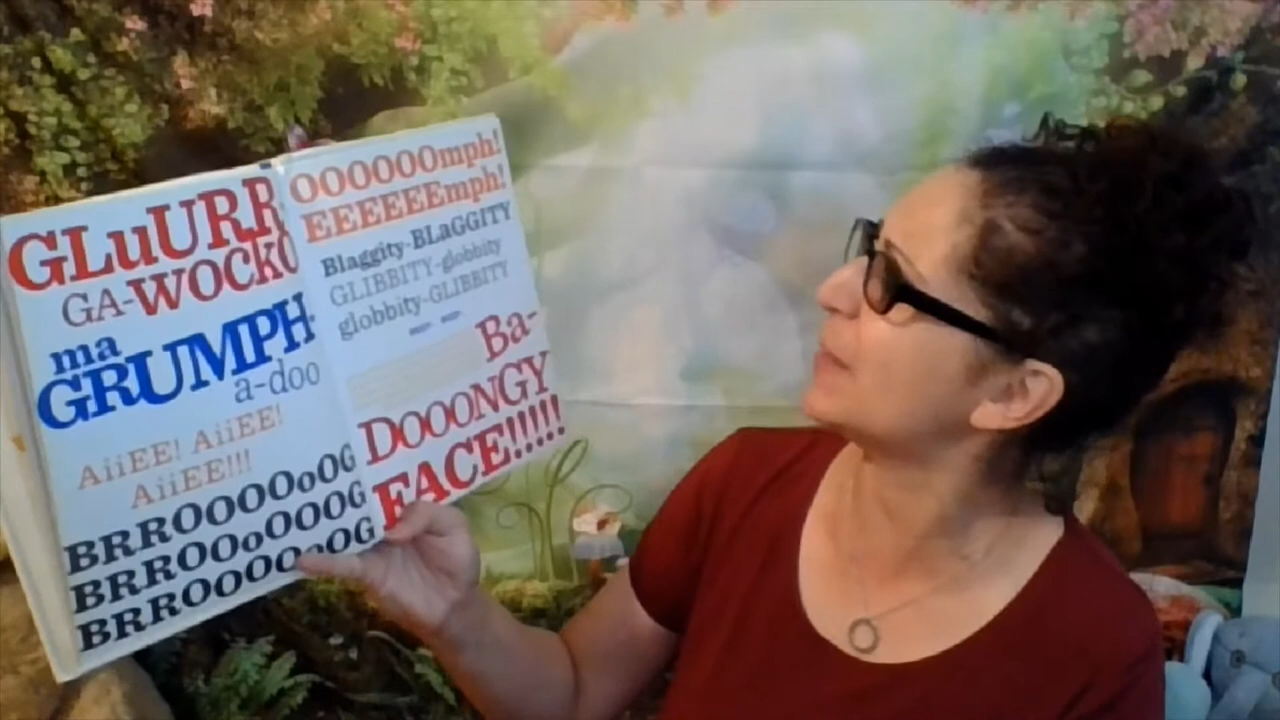 GLuURR
GA-WOCKO
ma
GRUMPH-
a-doo
AiiEE! AiiEE!
AiiEE!!!
BRROOOOoOG
BRROOoOOOG
BRROOOOoOG
OOOOOOmph!
EEEEEEmph!
Blaggity-BLaGGITY
GLIBBITY-globbity
globbity-GLIBBITY
Ba-
DOOONGY
FACE!!!!!